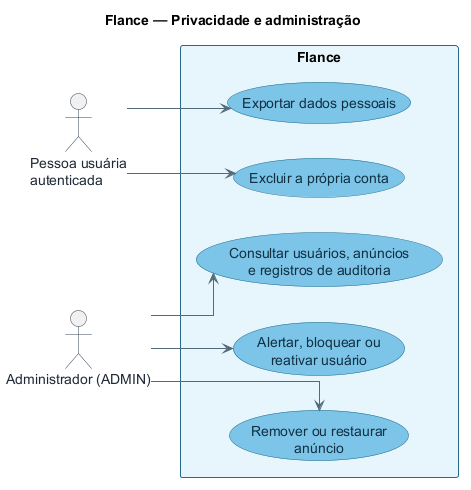 Flance — Privacidade e administração
Flance
Exportar dados pessoais
Pessoa usuária
autenticada
Excluir a própria conta
Consultar usuários, anúncios
e registros de auditoria
Alertar, bloquear ou
reativar usuário
Administrador (ADMIN)
Remover ou restaurar
anúncio